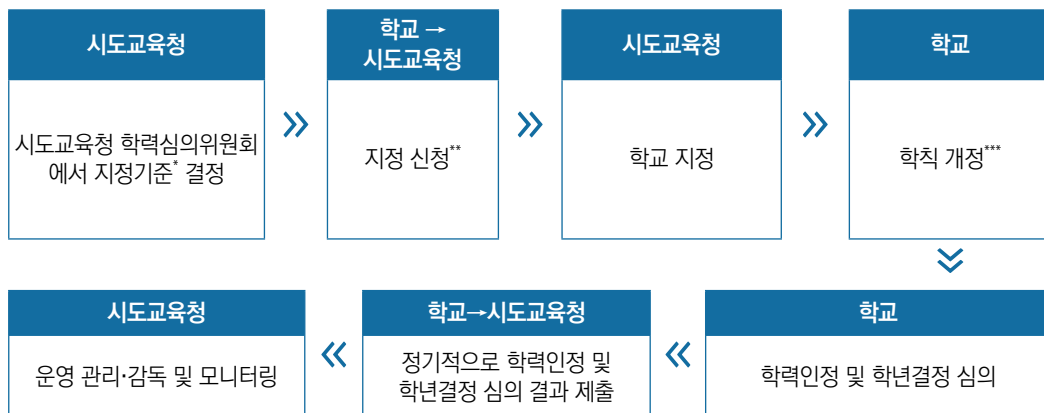 시도교육청
시도교육청 학력심의위원회
에서 지정기준* 결정
학교 →
시도교육청
지정 신청**
시도교육청
학교 지정
학교
학칙 개정***
학교
학력인정 및 학년결정 심의
학교→시도교육청
정기적으로 학력인정 및
학년결정 심의 결과 제출
시도교육청
운영 관리·감독 및 모니터링